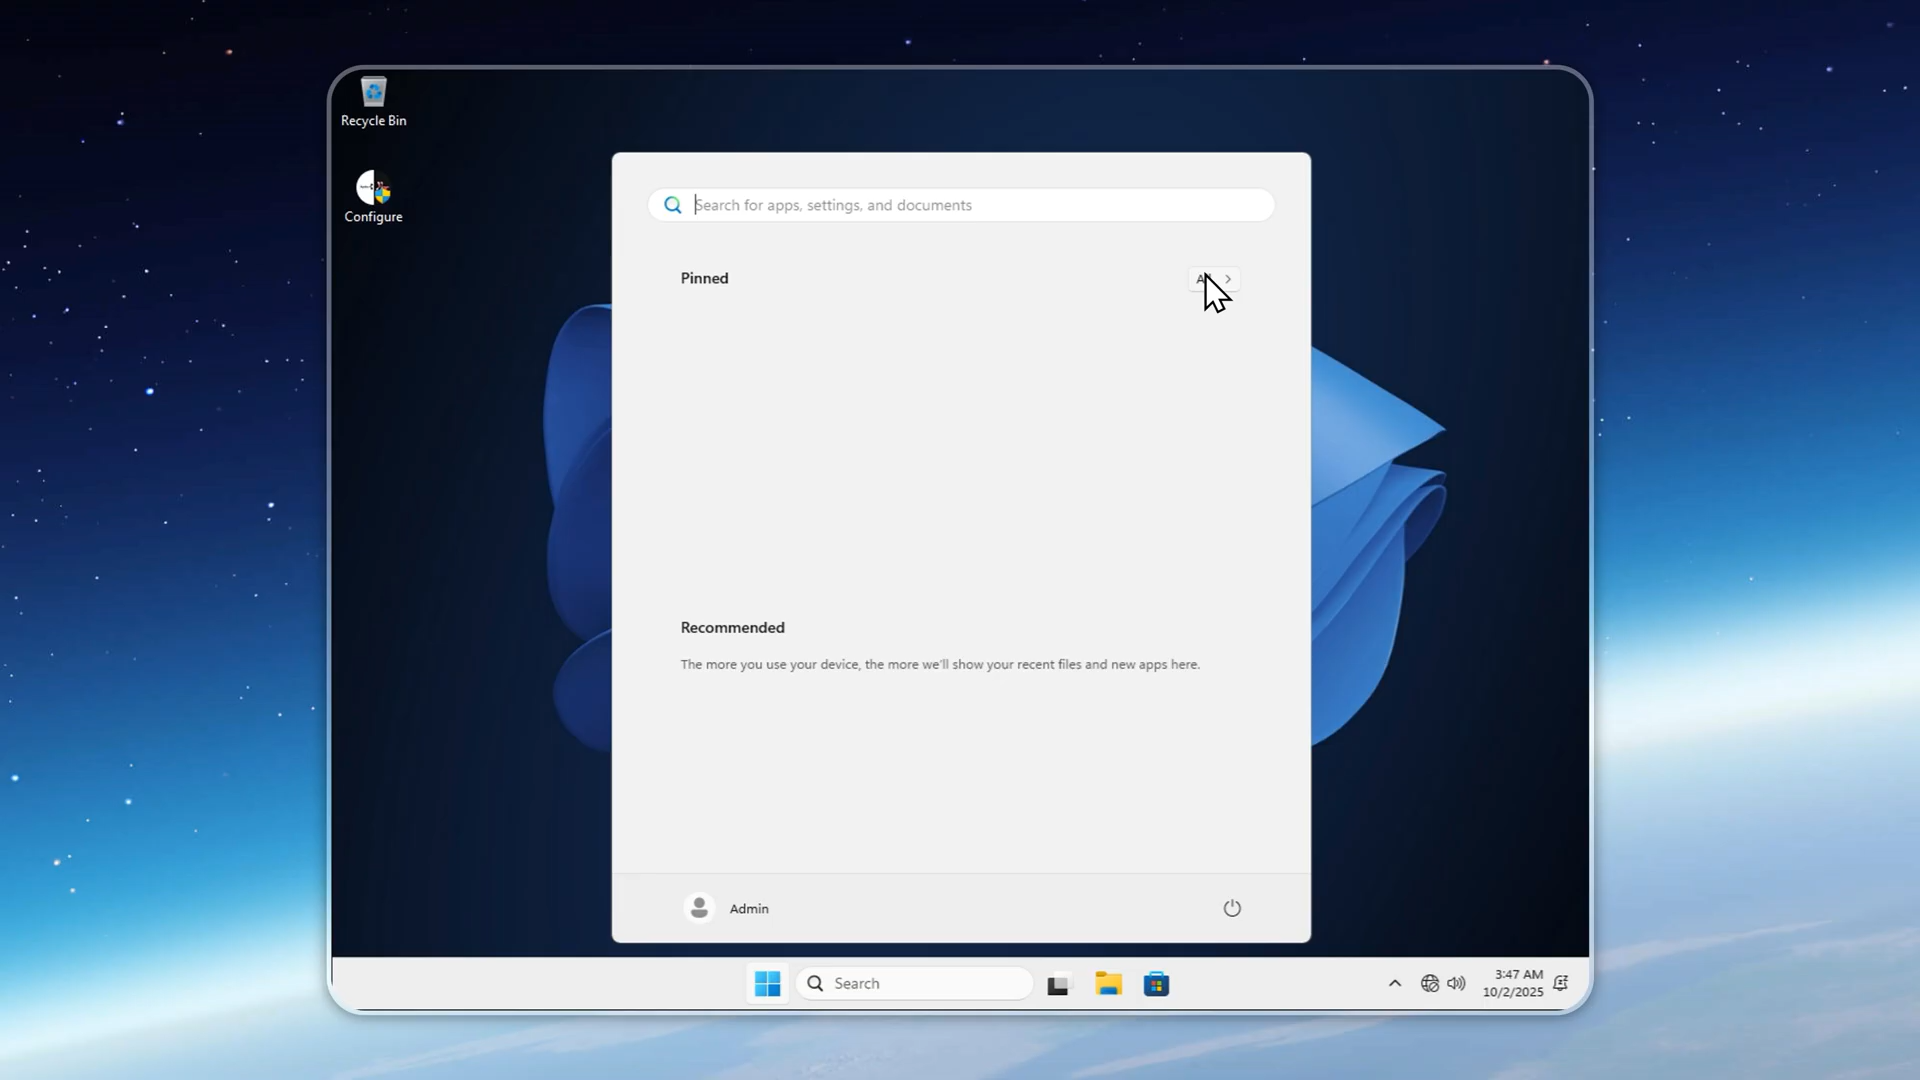 Recycle Bin
Configure
Search for apps, settings, and documents
Pinned
Recommended
The more you use your device, the more we'll show your recent files and new apps here.
Admin
Search
3:47 AM
10/2/2025